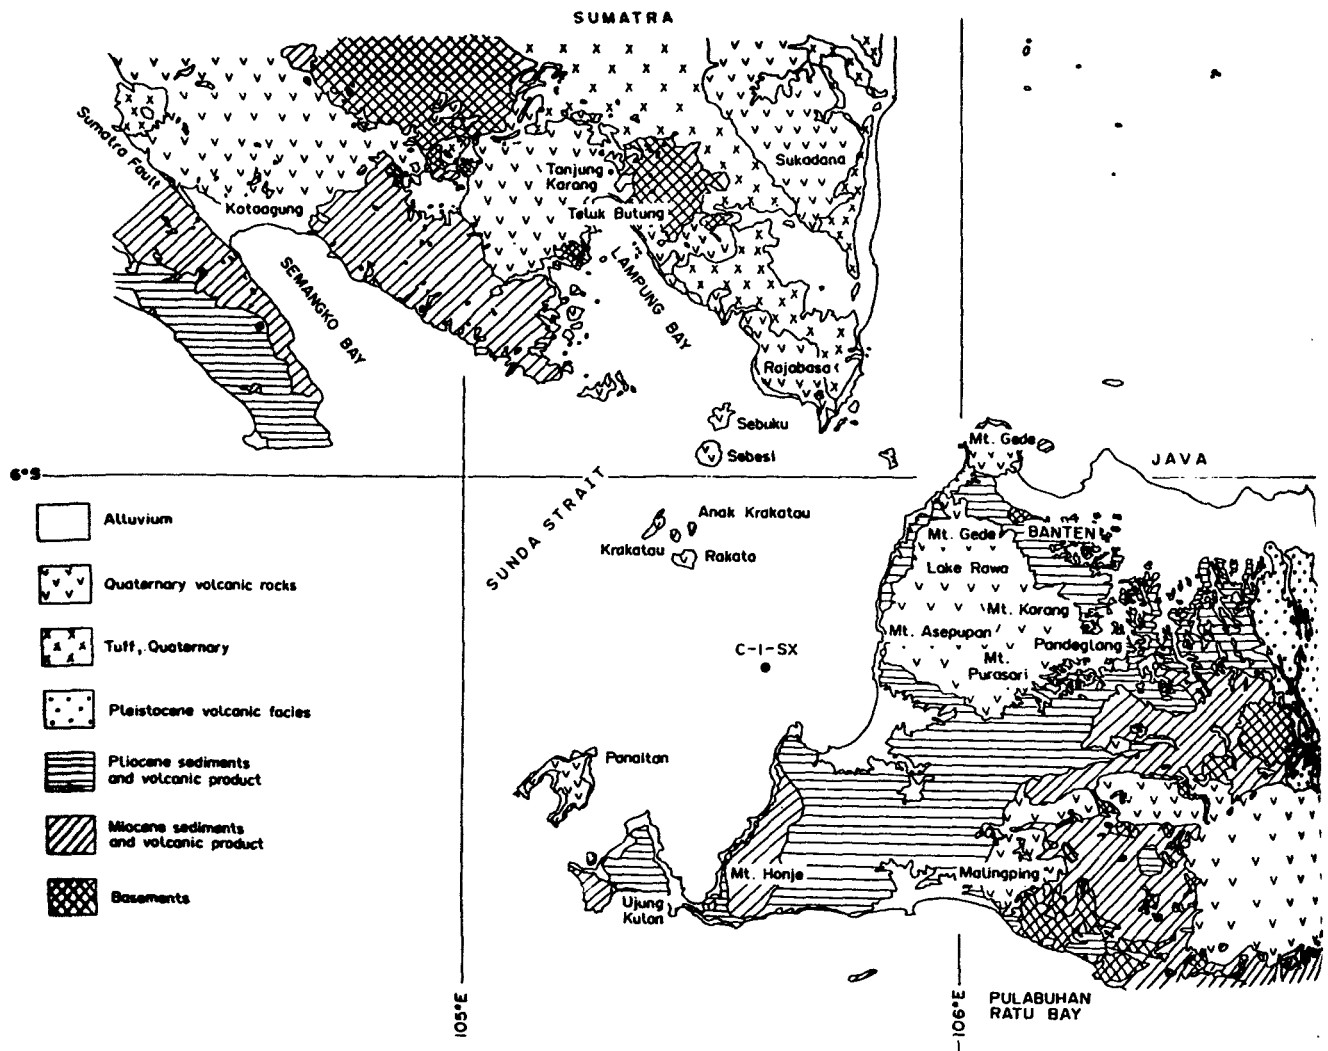 SUMATRA
Sumatra Fault
Kotaagung
SEMANGKO BAY
Tanjung
Karang
Teluk Butung
LAMPUNG BAY
Sukadana
Rajabasa
Sebuku
Sebesi
6°S
SUNDA STRAIT
Anak Krakatau
Krakatau
Rakata
C-1-SX
Mt. Gede
JAVA
Mt. Gede
BANTEN
Lake Rawa
Mt. Karang
Mt. Asepupan
Pandeglang
Mt.
Purasari
Panaitan
Mt. Honje
Ujung
Kulon
Malingping
105°E
106°E
PULABUHAN
RATU BAY
Alluvium
Quaternary volcanic rocks
Tuff, Quaternary
Pleistocene volcanic facies
Pliocene sediments
and volcanic product
Miocene sediments
and volcanic product
Basements